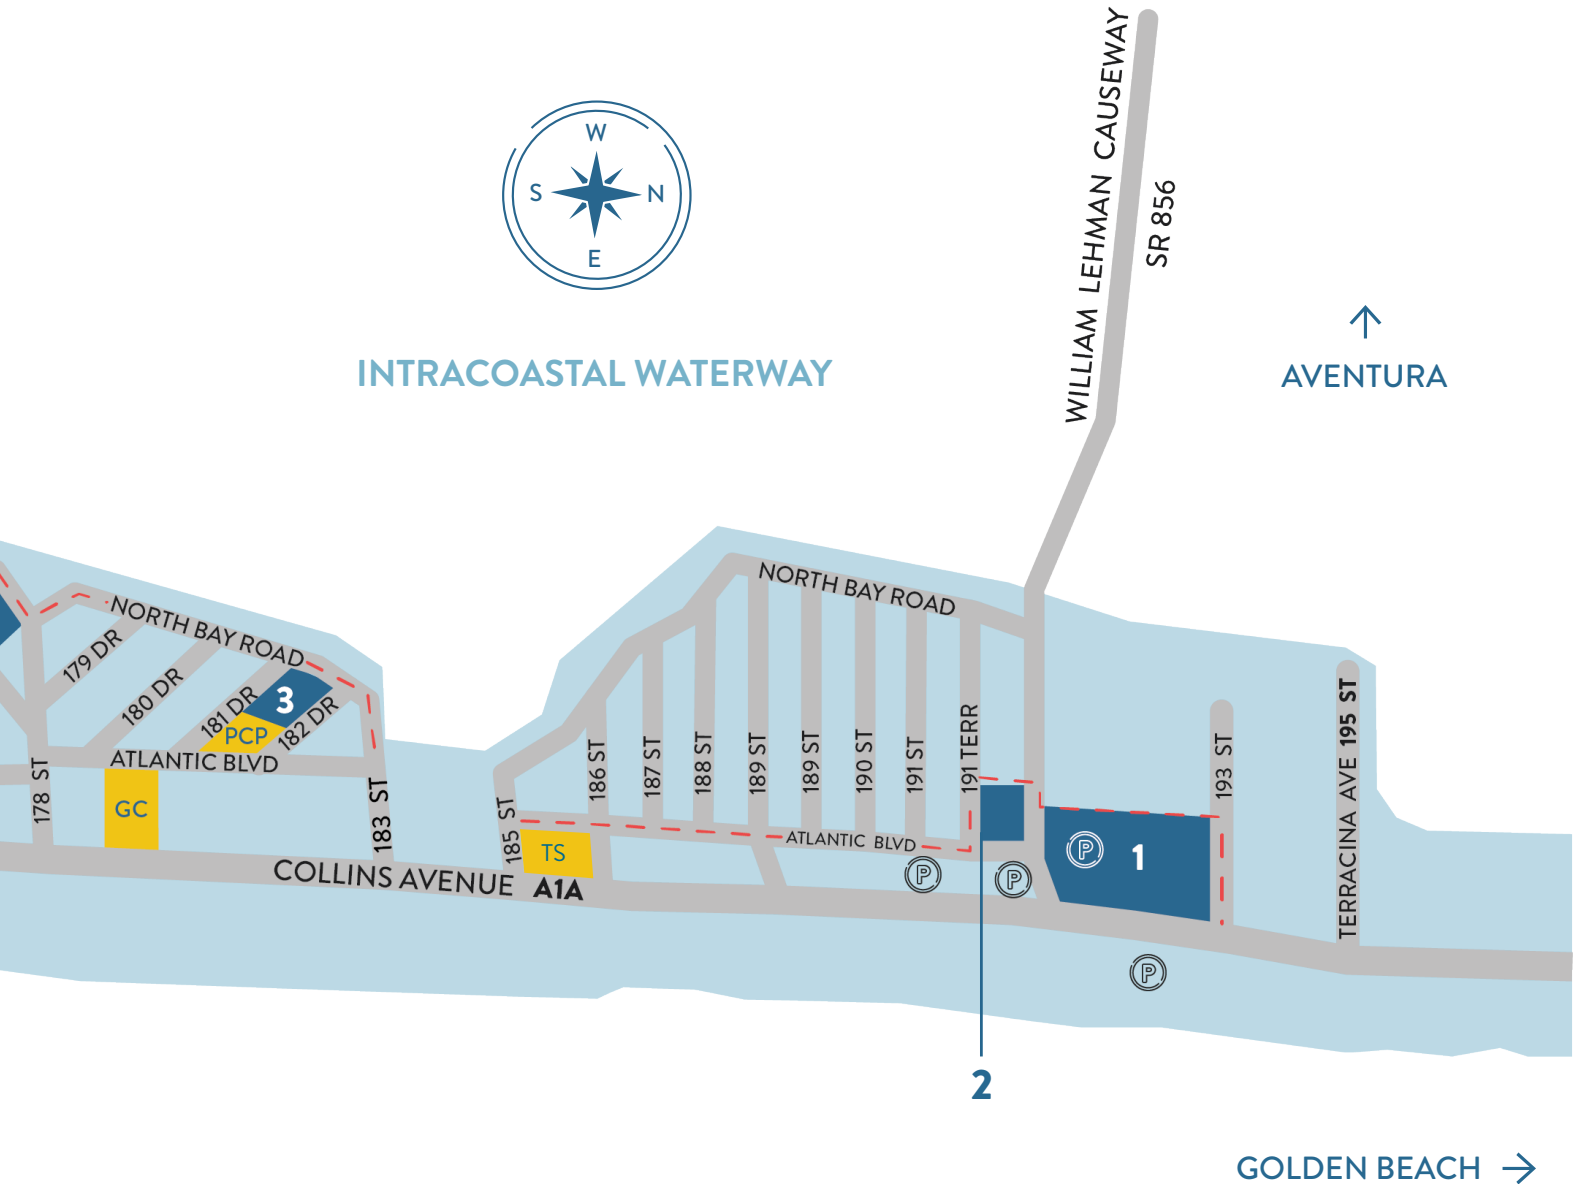 WILLIAM LEHMAN CAUSEWAY
SR 856
W
S
N
E
INTRACOASTAL WATERWAY
AVENTURA
NORTH BAY ROAD
NORTH BAY ROAD
179 DR
180 DR
181 DR
3
182 DR
PCP
ATLANTIC BLVD
178 ST
GC
183 ST
185 ST
186 ST
187 ST
188 ST
189 ST
189 ST
190 ST
191 ST
191 TERR
193 ST
TERRACINA AVE 195 ST
TS
ATLANTIC BLVD
P
P
P
1
COLLINS AVENUE A1A
P
2
GOLDEN BEACH